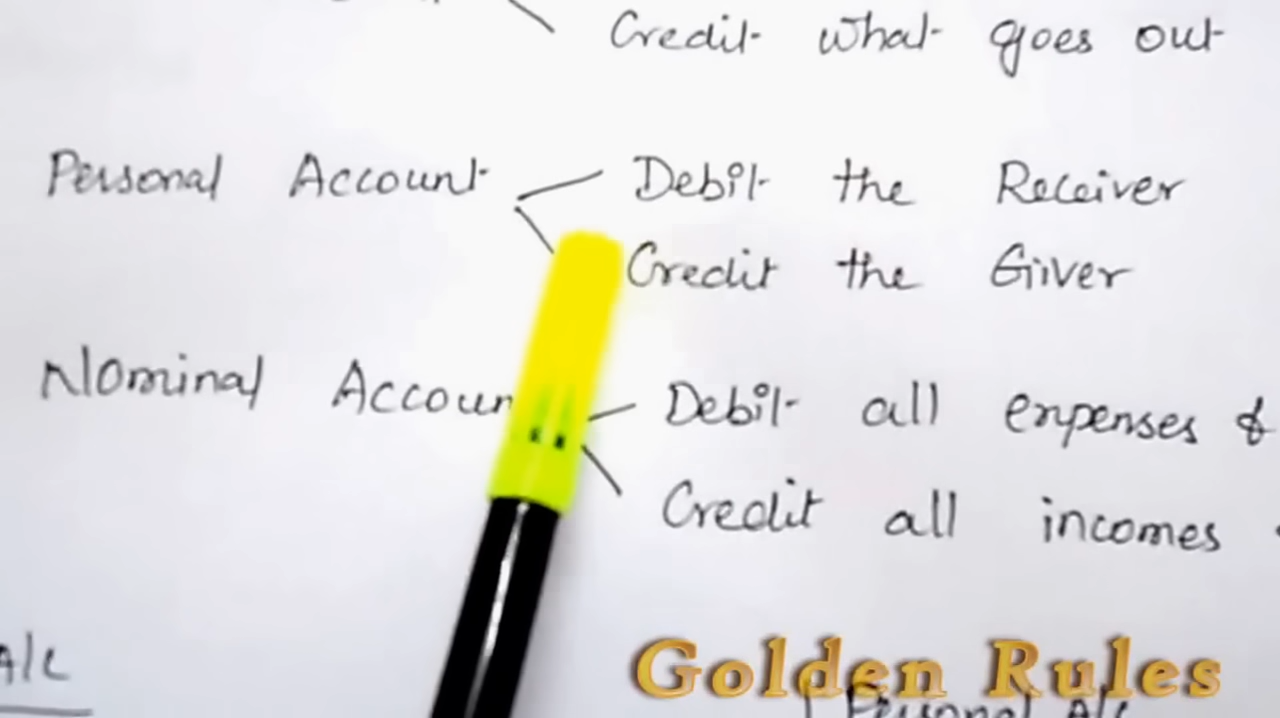 Credit what goes out
Personal Account Debit the Receiver
Credit the Giver
Nominal Accoun Debit all expenses &
Credit all incomes
A/c
Golden Rules
Personal A/c